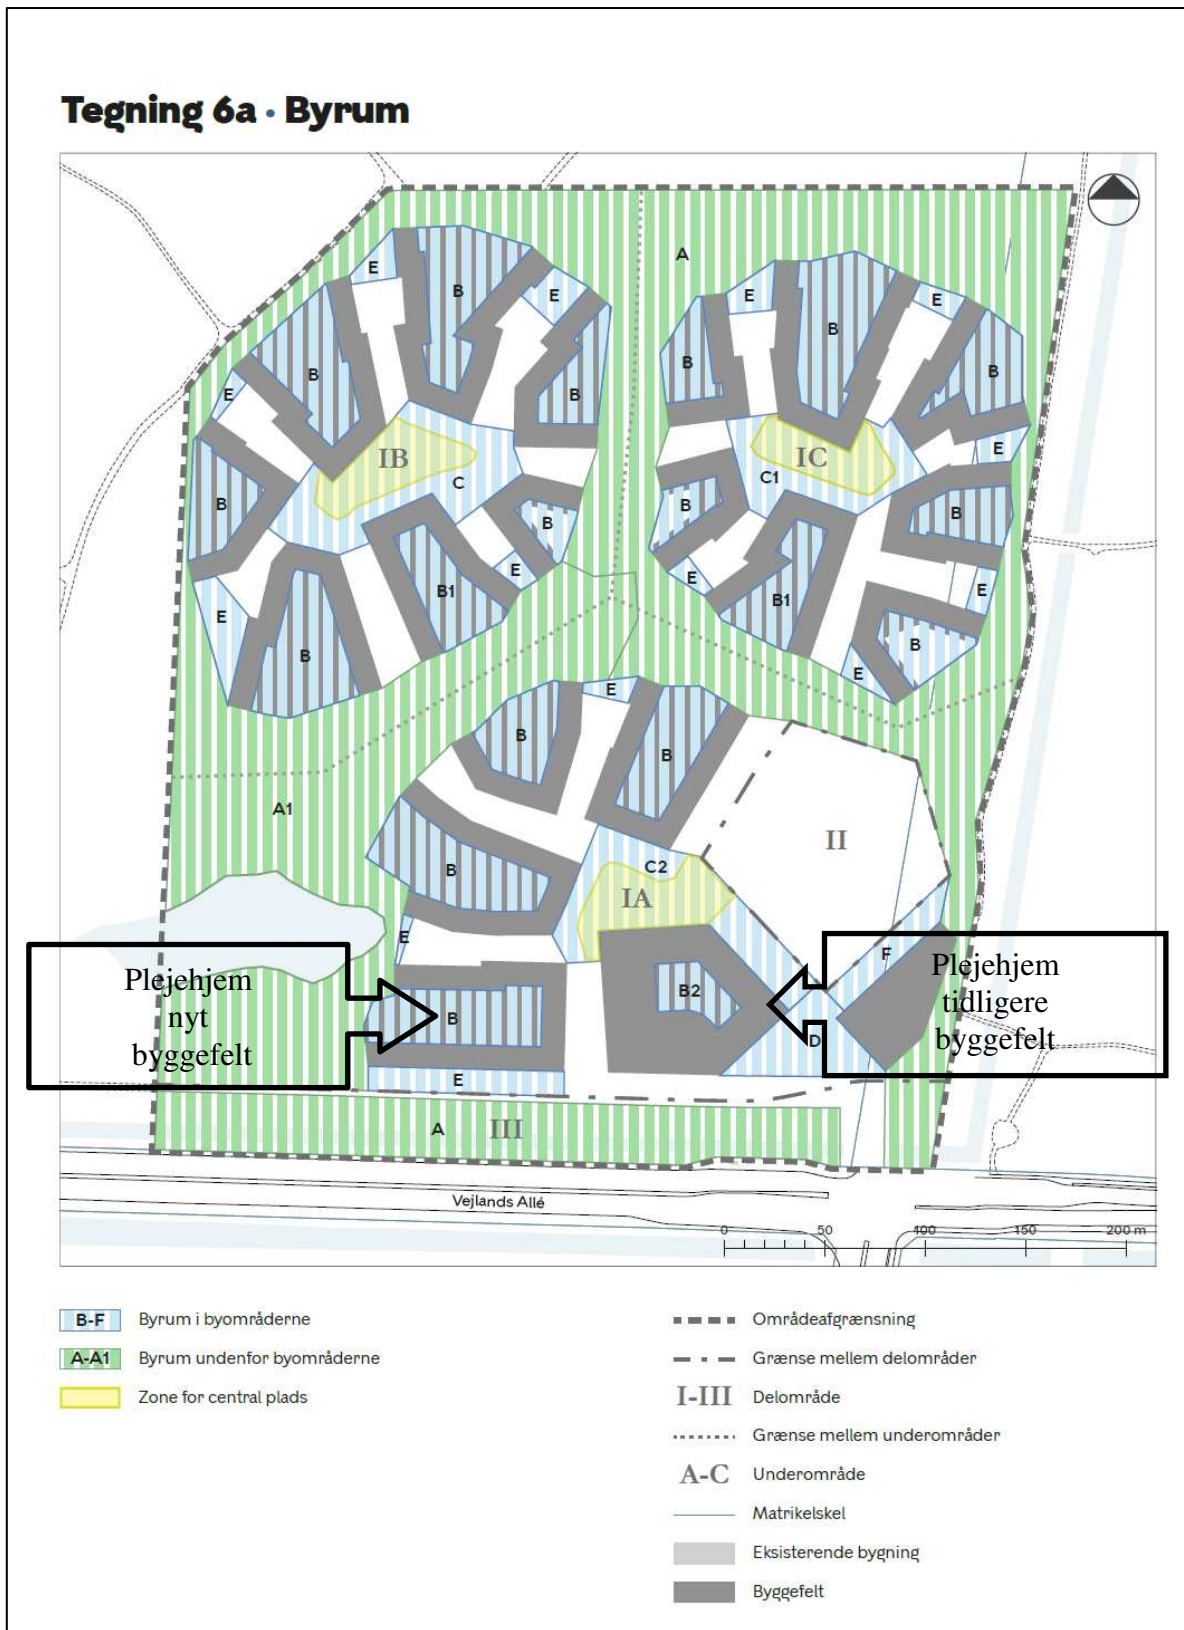 Tegning 6a • Byrum
A
E
B
E
E
E
B
B
B
B
E
B
B
IB
IC
E
C
C1
B
B
B
B
E
E
B1
B1
E
E
B
B
E
E
B
B
A1
II
C2
B
IA
E
F
Plejehjem
nyt
byggefelt
Plejehjem
tidligere
byggefelt
B2
B
D
E
A
III
Vejlands Allé
0 50 100 150 200 m
B-F Byrum i byområderne
A-A1 Byrum undenfor byområderne
Zone for central plads
Områdeafgrænsning
Grænse mellem delområder
I-III Delområde
Grænse mellem underområder
A-C Underområde
Matrikelskel
Eksisterende bygning
Byggefelt